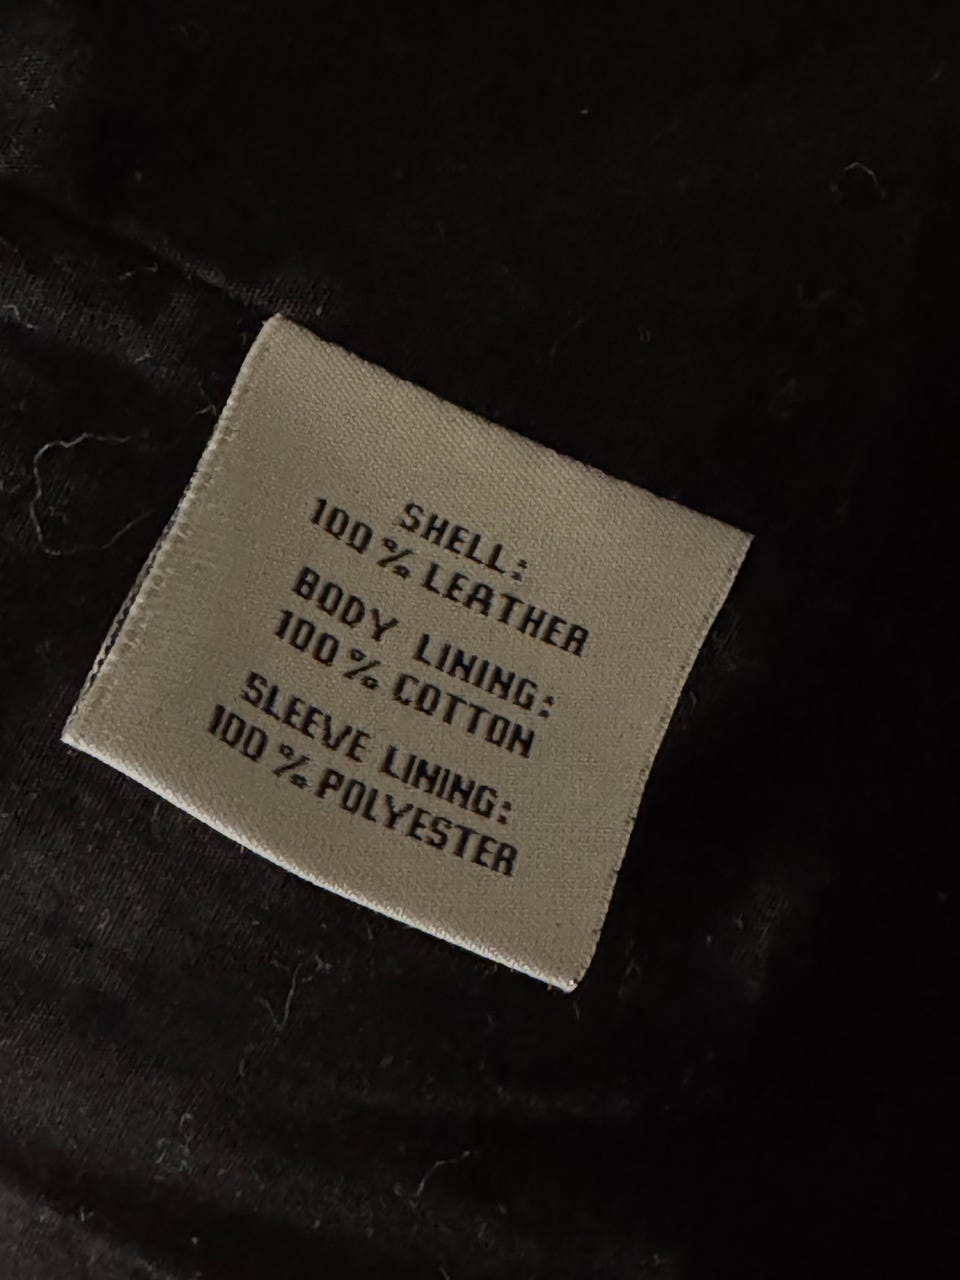 SHELL:
100 % LEATHER
BODY LINING:
100 % COTTON
SLEEVE LINING:
100 % POLYESTER